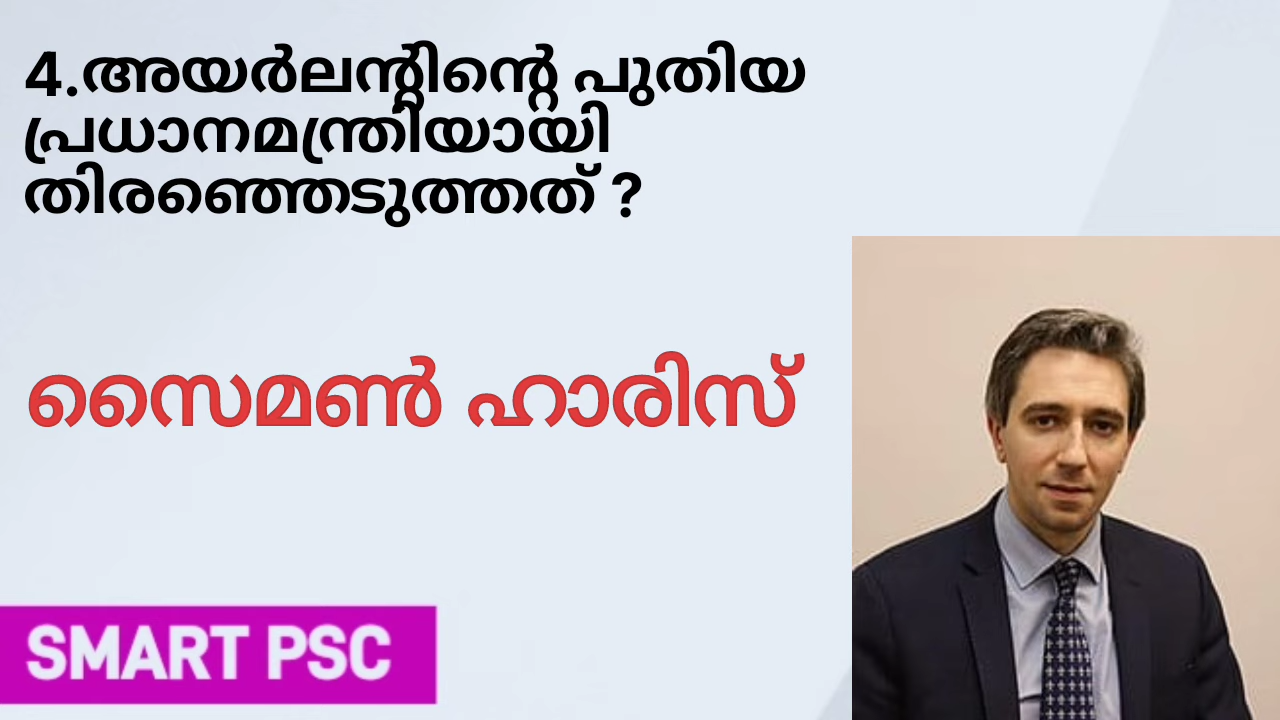 4.അയർലന്റിന്റെ പുതിയ
പ്രധാനമന്ത്രിയായി
തിരഞ്ഞെടുത്തത് ?
സൈമൺ ഹാരിസ്
SMART PSC